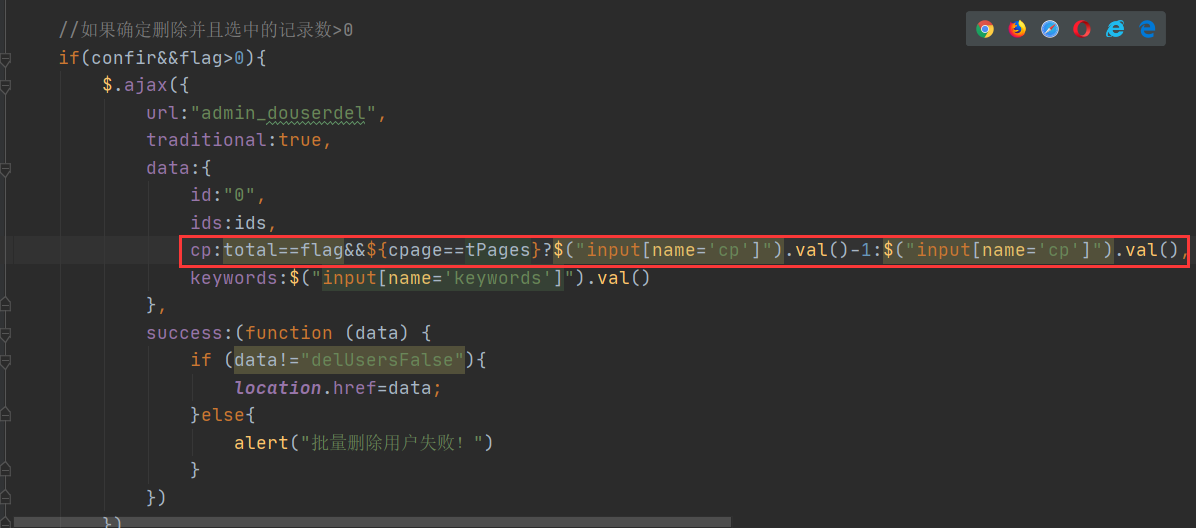 //如果确定删除并且选中的记录数>0
if(confir&&flag>0){
$.ajax({
url:"admin_douserdel",
traditional:true,
data:{
id:"0",
ids:ids,
cp:total==flag&&${cpage==tPages}?$("input[name='cp']").val()-1:$("input[name='cp']").val(),
keywords:$("input[name='keywords']").val()
},
success:(function (data) {
if (data!="delUsersFalse"){
location.href=data;
}else{
alert("批量删除用户失败！")
}
})
})